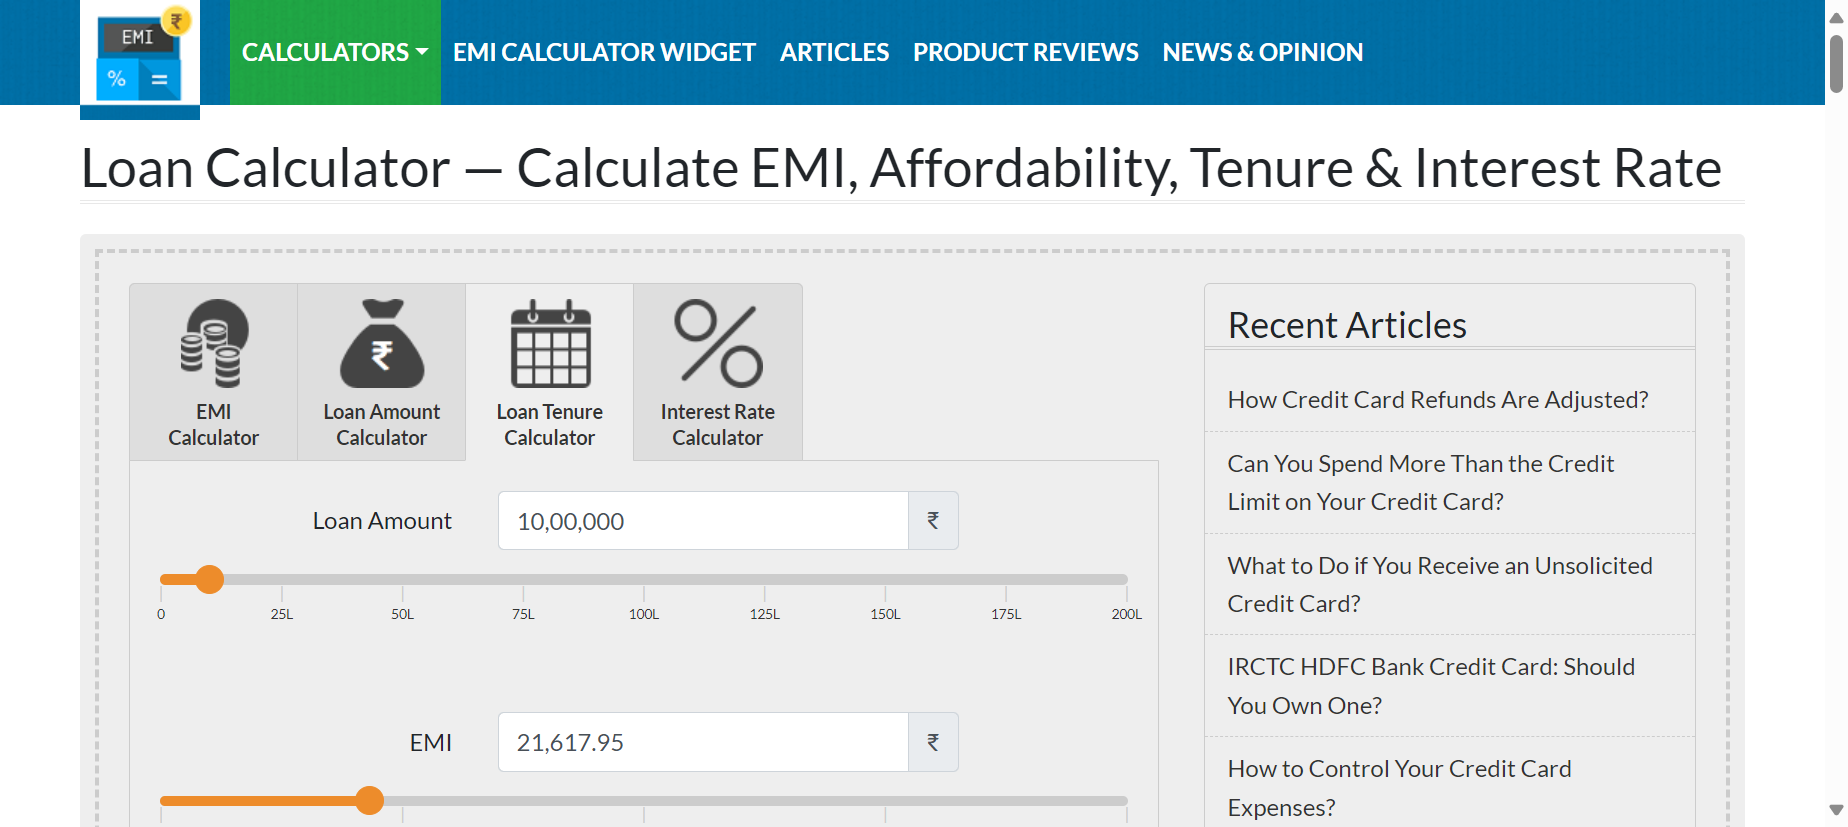 EMI
₹
%
=
CALCULATORS
EMI CALCULATOR WIDGET
ARTICLES
PRODUCT REVIEWS
NEWS & OPINION
Loan Calculator — Calculate EMI, Affordability, Tenure & Interest Rate
EMI
Calculator
₹
Loan Amount
Calculator
Loan Tenure
Calculator
%
Interest Rate
Calculator
Loan Amount
10,00,000
₹
0
25L
50L
75L
100L
125L
150L
175L
200L
EMI
21,617.95
₹
Recent Articles
How Credit Card Refunds Are Adjusted?
Can You Spend More Than the Credit
Limit on Your Credit Card?
What to Do if You Receive an Unsolicited
Credit Card?
IRCTC HDFC Bank Credit Card: Should
You Own One?
How to Control Your Credit Card
Expenses?